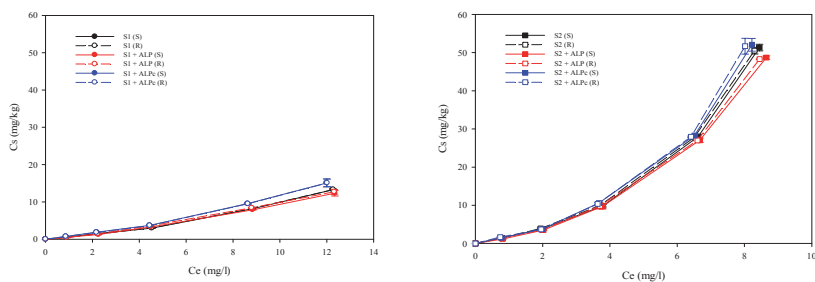 60
50
40
30
20
10
0
Cs (mg/kg)
S1 (S)
S1 (R)
S1 + ALP (S)
S1 + ALP (R)
S1 + ALPc (S)
S1 + ALPc (R)
0 2 4 6 8 10 12 14
Ce (mg/l)
60
50
40
30
20
10
0
Cs (mg/kg)
S2 (S)
S2 (R)
S2 + ALP (S)
S2 + ALP (R)
S2 + ALPc (S)
S2 + ALPc (R)
0 2 4 6 8 10
Ce (mg/l)